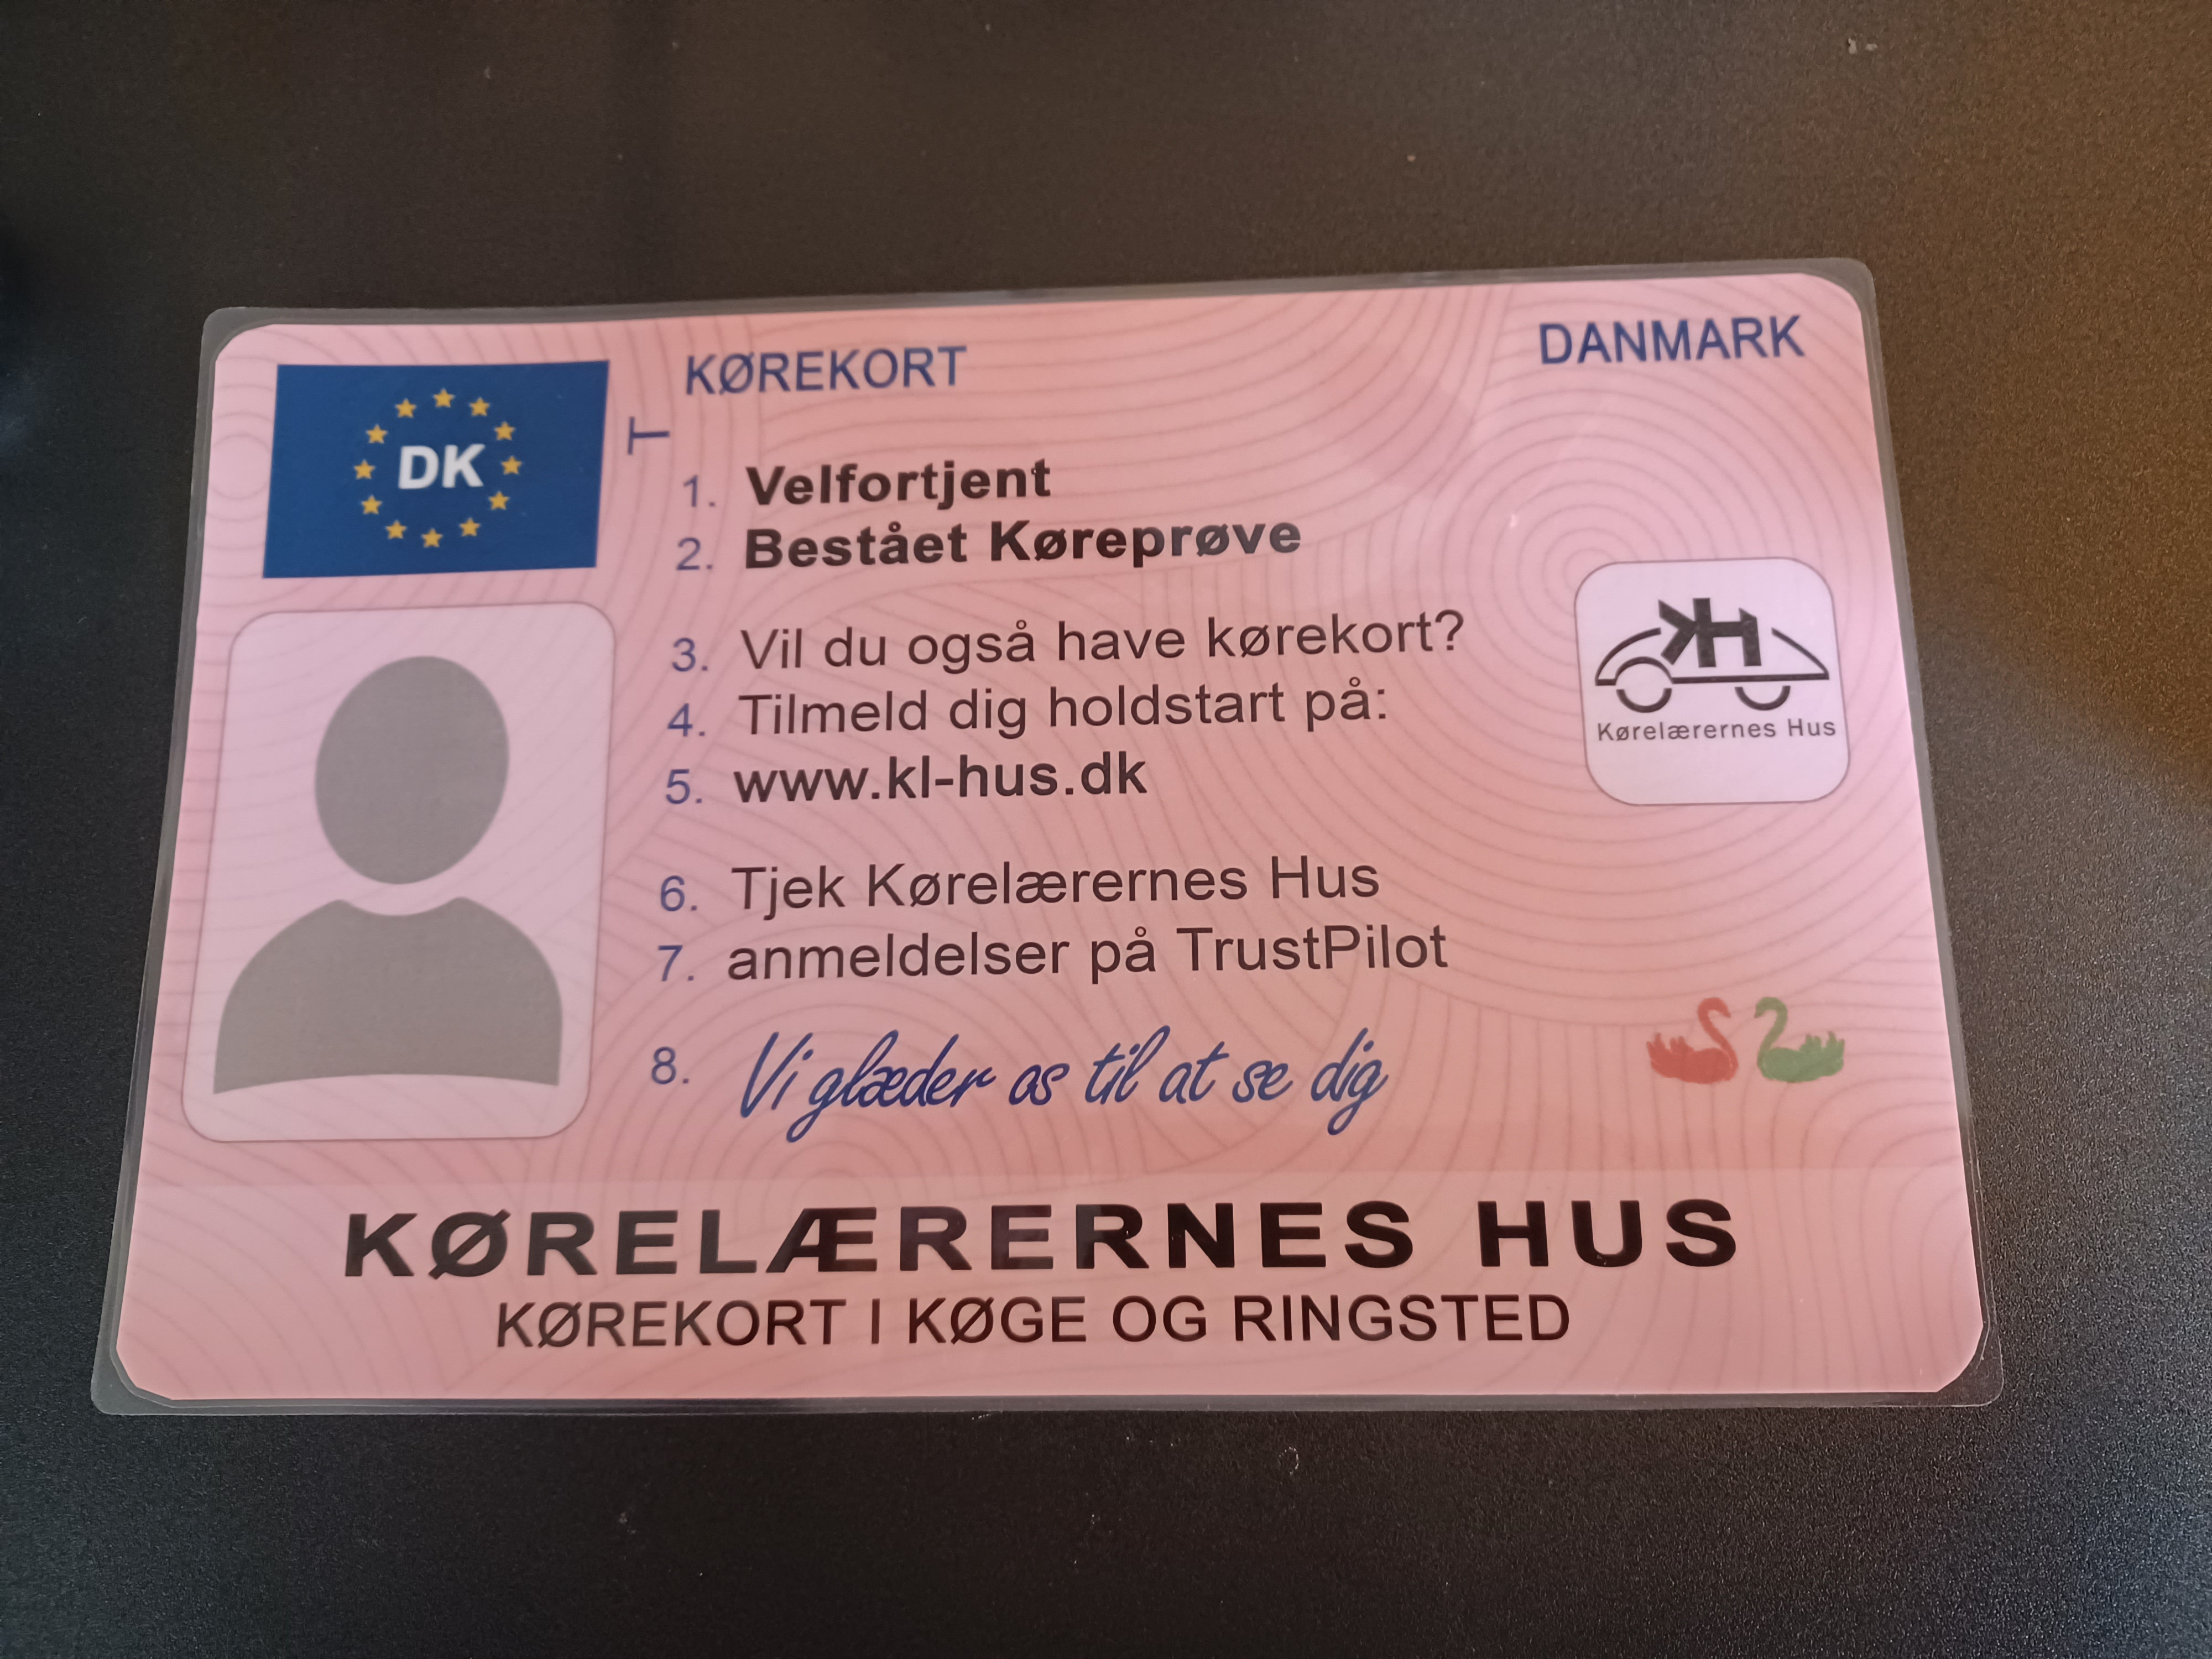 KØREKORT
DANMARK
DK
T
1. Velfortjent
2. Bestået Køreprøve
3. Vil du også have kørekort?
4. Tilmeld dig holdstart på:
5. www.kl-hus.dk
KH
Kørelærernes Hus
6. Tjek Kørelærernes Hus
7. anmeldelser på TrustPilot
8. Vi glæder os til at se dig
KØRELÆRERNES HUS
KØREKORT I KØGE OG RINGSTED